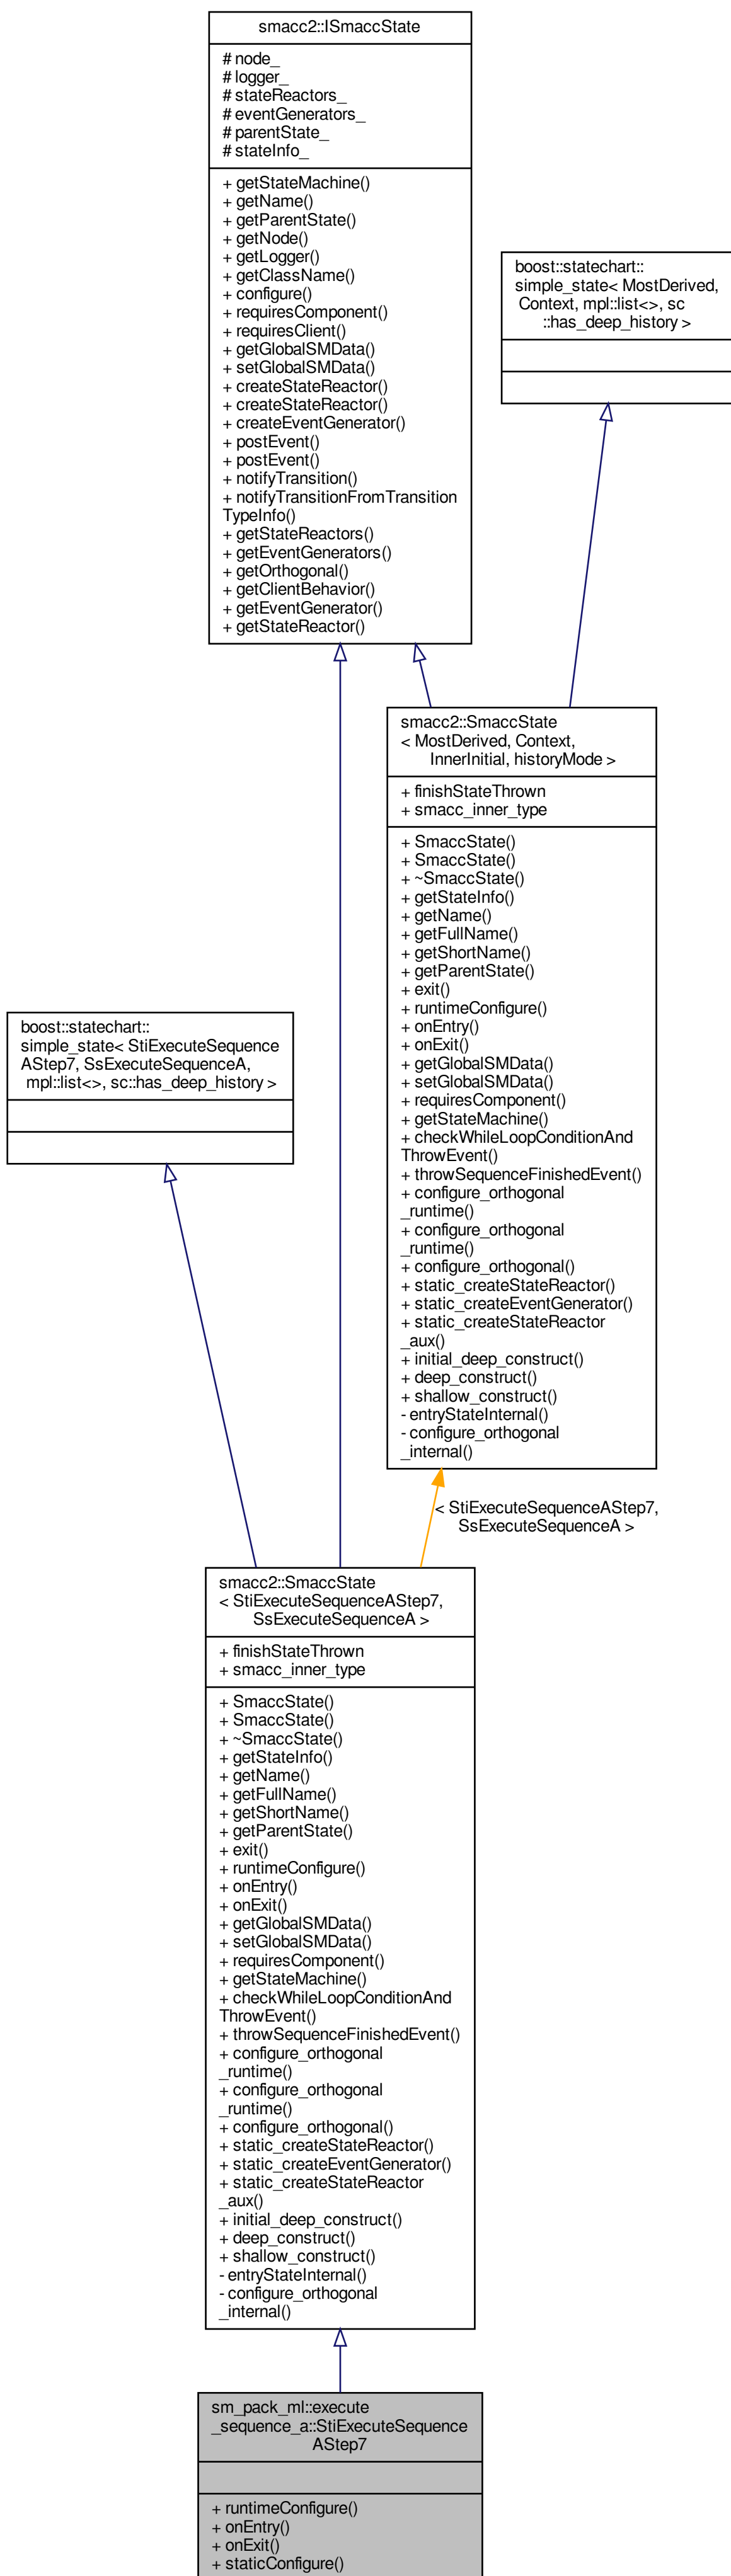 smacc2::ISmaccState
# node_
# logger_
# stateReactors_
# eventGenerators_
# parentState_
# stateInfo_
+ getStateMachine()
+ getName()
+ getParentState()
+ getNode()
+ getLogger()
+ getClassName()
+ configure()
+ requiresComponent()
+ requiresClient()
+ getGlobalSMData()
+ setGlobalSMData()
+ createStateReactor()
+ createStateReactor()
+ createEventGenerator()
+ postEvent()
+ postEvent()
+ notifyTransition()
+ notifyTransitionFromTransition
TypeInfo()
+ getStateReactors()
+ getEventGenerators()
+ getOrthogonal()
+ getClientBehavior()
+ getEventGenerator()
+ getStateReactor()
boost::statechart::
simple_state< MostDerived,
Context, mpl::list<>, sc
::has_deep_history >
smacc2::SmaccState
< MostDerived, Context,
InnerInitial, historyMode >
+ finishStateThrown
+ smacc_inner_type
+ SmaccState()
+ SmaccState()
+ ~SmaccState()
+ getStateInfo()
+ getName()
+ getFullName()
+ getShortName()
+ getParentState()
+ exit()
+ runtimeConfigure()
+ onEntry()
+ onExit()
+ getGlobalSMData()
+ setGlobalSMData()
+ requiresComponent()
+ getStateMachine()
+ checkWhileLoopConditionAnd
ThrowEvent()
+ throwSequenceFinishedEvent()
+ configure_orthogonal
_runtime()
+ configure_orthogonal
_runtime()
+ configure_orthogonal()
+ static_createStateReactor()
+ static_createEventGenerator()
+ static_createStateReactor
_aux()
+ initial_deep_construct()
+ deep_construct()
+ shallow_construct()
- entryStateInternal()
- configure_orthogonal
_internal()
boost::statechart::
simple_state< StiExecuteSequence
AStep7, SsExecuteSequenceA,
mpl::list<>, sc::has_deep_history >
< StiExecuteSequenceAStep7,
SsExecuteSequenceA >
smacc2::SmaccState
< StiExecuteSequenceAStep7,
SsExecuteSequenceA >
+ finishStateThrown
+ smacc_inner_type
+ SmaccState()
+ SmaccState()
+ ~SmaccState()
+ getStateInfo()
+ getName()
+ getFullName()
+ getShortName()
+ getParentState()
+ exit()
+ runtimeConfigure()
+ onEntry()
+ onExit()
+ getGlobalSMData()
+ setGlobalSMData()
+ requiresComponent()
+ getStateMachine()
+ checkWhileLoopConditionAnd
ThrowEvent()
+ throwSequenceFinishedEvent()
+ configure_orthogonal
_runtime()
+ configure_orthogonal
_runtime()
+ configure_orthogonal()
+ static_createStateReactor()
+ static_createEventGenerator()
+ static_createStateReactor
_aux()
+ initial_deep_construct()
+ deep_construct()
+ shallow_construct()
- entryStateInternal()
- configure_orthogonal
_internal()
sm_pack_ml::execute
_sequence_a::StiExecuteSequence
AStep7
+ runtimeConfigure()
+ onEntry()
+ onExit()
+ staticConfigure()